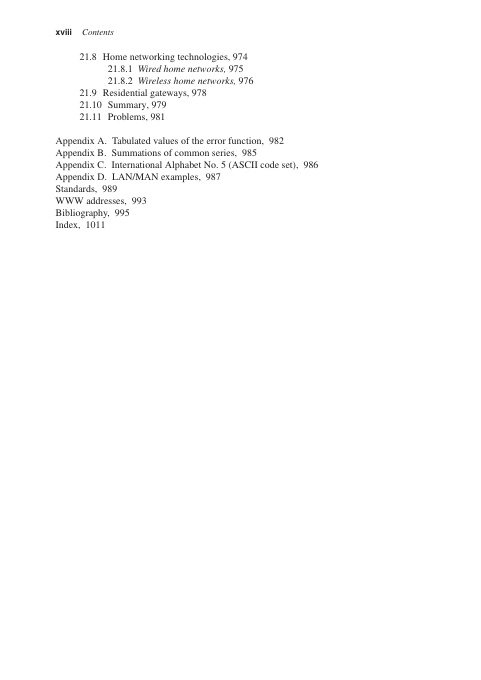 xviii Contents
21.8 Home networking technologies, 974
21.8.1 Wired home networks, 975
21.8.2 Wireless home networks, 976
21.9 Residential gateways, 978
21.10 Summary, 979
21.11 Problems, 981
Appendix A. Tabulated values of the error function, 982
Appendix B. Summations of common series, 985
Appendix C. International Alphabet No. 5 (ASCII code set), 986
Appendix D. LAN/MAN examples, 987
Standards, 989
WWW addresses, 993
Bibliography, 995
Index, 1011